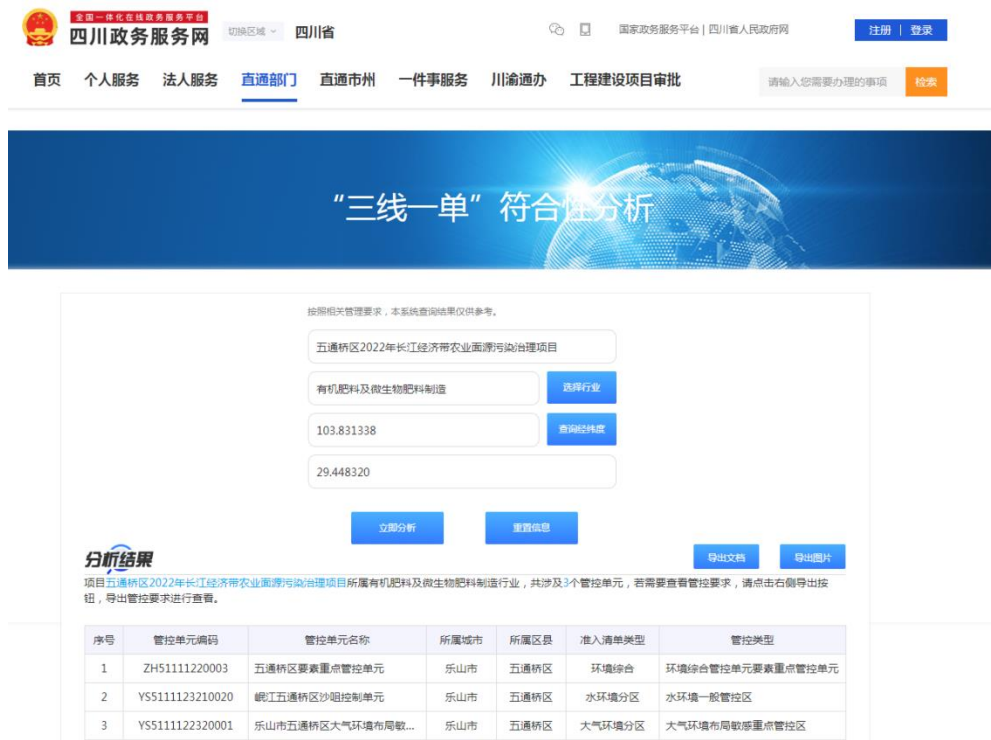 全国一体化在线政务服务平台
四川政务服务网
切换区域
四川省
国家政务服务平台 | 四川省人民政府网
注册 | 登录
首页 个人服务 法人服务 直通部门 直通市州 一件事服务 川渝通办 工程建设项目审批
请输入您需要办理的事项
检索
“三线一单”符合性分析
按照相关管理要求，本系统查询结果仅供参考。
五通桥区2022年长江经济带农业面源污染治理项目
有机肥料及微生物肥料制造
选择行业
103.831338
查询经纬度
29.448320
立即分析
重置信息
分析结果
导出文档
导出图片
项目五通桥区2022年长江经济带农业面源污染治理项目所属有机肥料及微生物肥料制造行业，共涉及3个管控单元，若需要查看管控要求，请点击右侧导出按
钮，导出管控要求进行查看。
序号 管控单元编码 管控单元名称 所属城市 所属区县 准入清单类型 管控类型
1 ZH51111220003 五通桥区要素重点管控单元 乐山市 五通桥区 环境综合 环境综合管控单元要素重点管控单元
2 YS5111123210020 岷江五通桥区沙咀控制单元 乐山市 五通桥区 水环境分区 水环境一般管控区
3 YS5111122320001 乐山市五通桥区大气环境布局敏... 乐山市 五通桥区 大气环境分区 大气环境布局敏感重点管控区